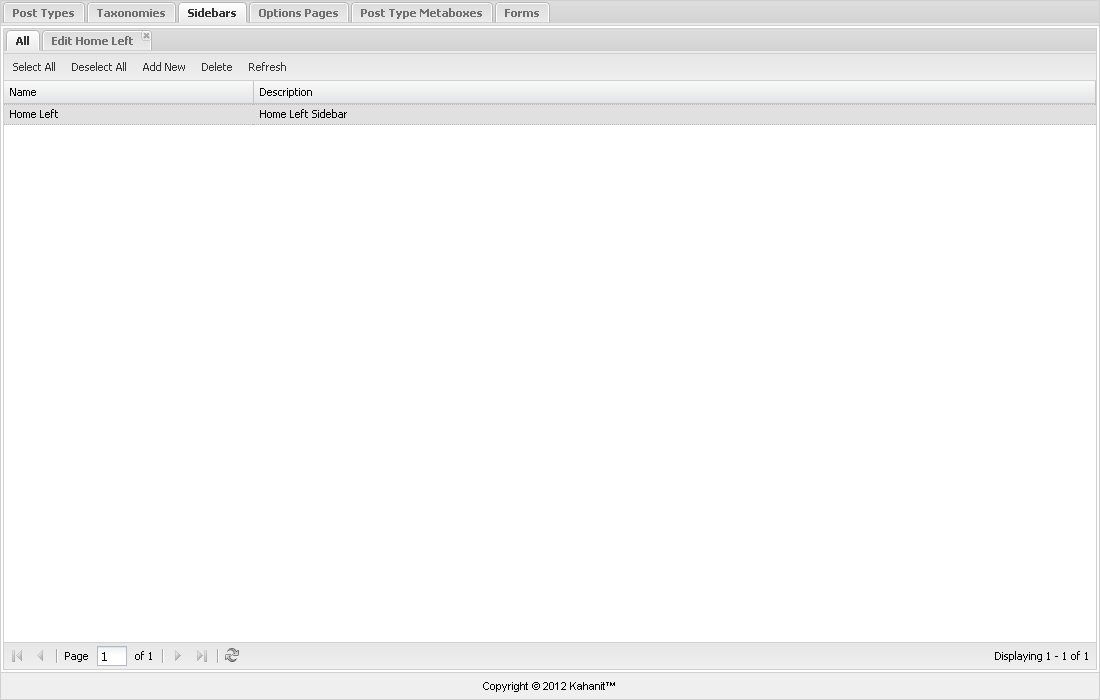 Post Types Taxonomies Sidebars Options Pages Post Type Metaboxes Forms
All Edit Home Left
Select All Deselect All Add New Delete Refresh
Name Description
Home Left Home Left Sidebar
Page 1 of 1 Displaying 1 - 1 of 1
Copyright © 2012 Kahanit™